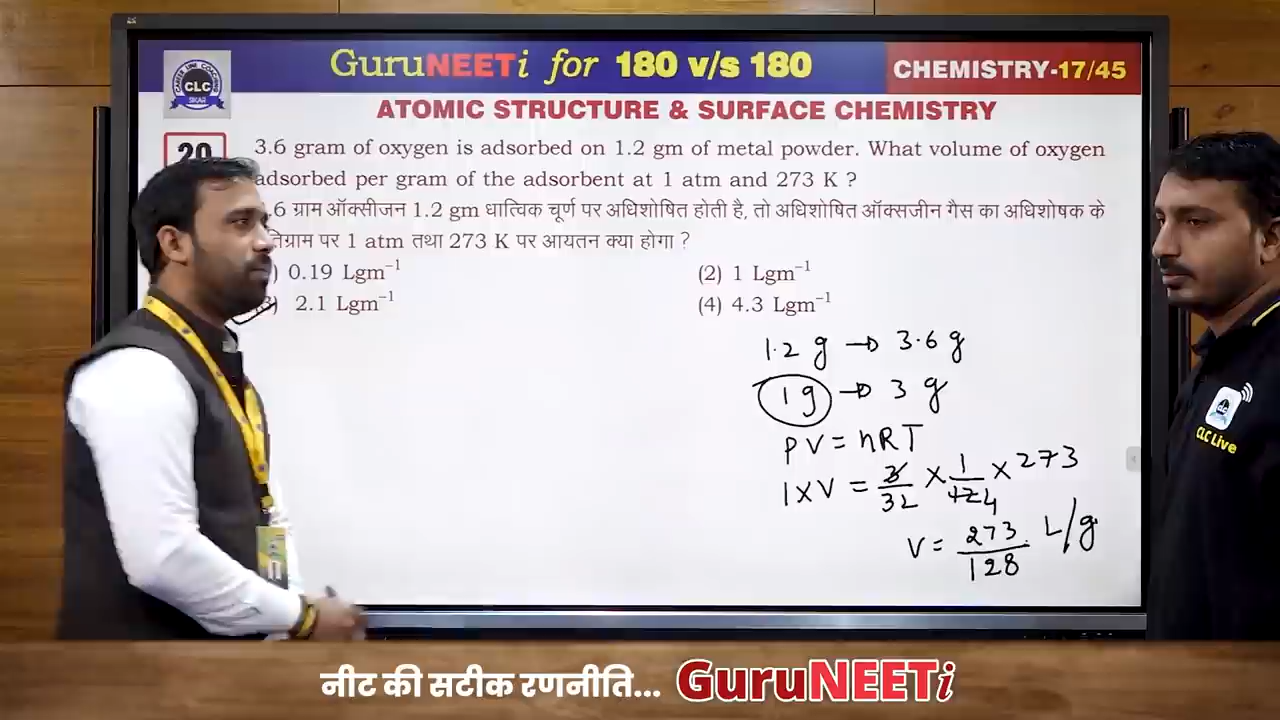 GuruNEETi for 180 v/s 180
CHEMISTRY-17/45
CLC
SIKAR
ATOMIC STRUCTURE & SURFACE CHEMISTRY
20
3.6 gram of oxygen is adsorbed on 1.2 gm of metal powder. What volume of oxygen
adsorbed per gram of the adsorbent at 1 atm and 273 K ?
.6 ग्राम ऑक्सीजन 1.2 gm धात्विक चूर्ण पर अधिशोषित होती है, तो अधिशोषित ऑक्सजीन गैस का अधिशोषक के
तिग्राम पर 1 atm तथा 273 K पर आयतन क्या होगा ?
) 0.19 Lgm⁻¹
(2) 1 Lgm⁻¹
3) 2.1 Lgm⁻¹
(4) 4.3 Lgm⁻¹
1.2 g → 3.6 g
1 g → 3 g
PV = nRT
1×V = 3/32 × 1/12 4 × 273
V = 273/128 L/g
CLC
CLC Live
नीट की सटीक रणनीति... GuruNEETi